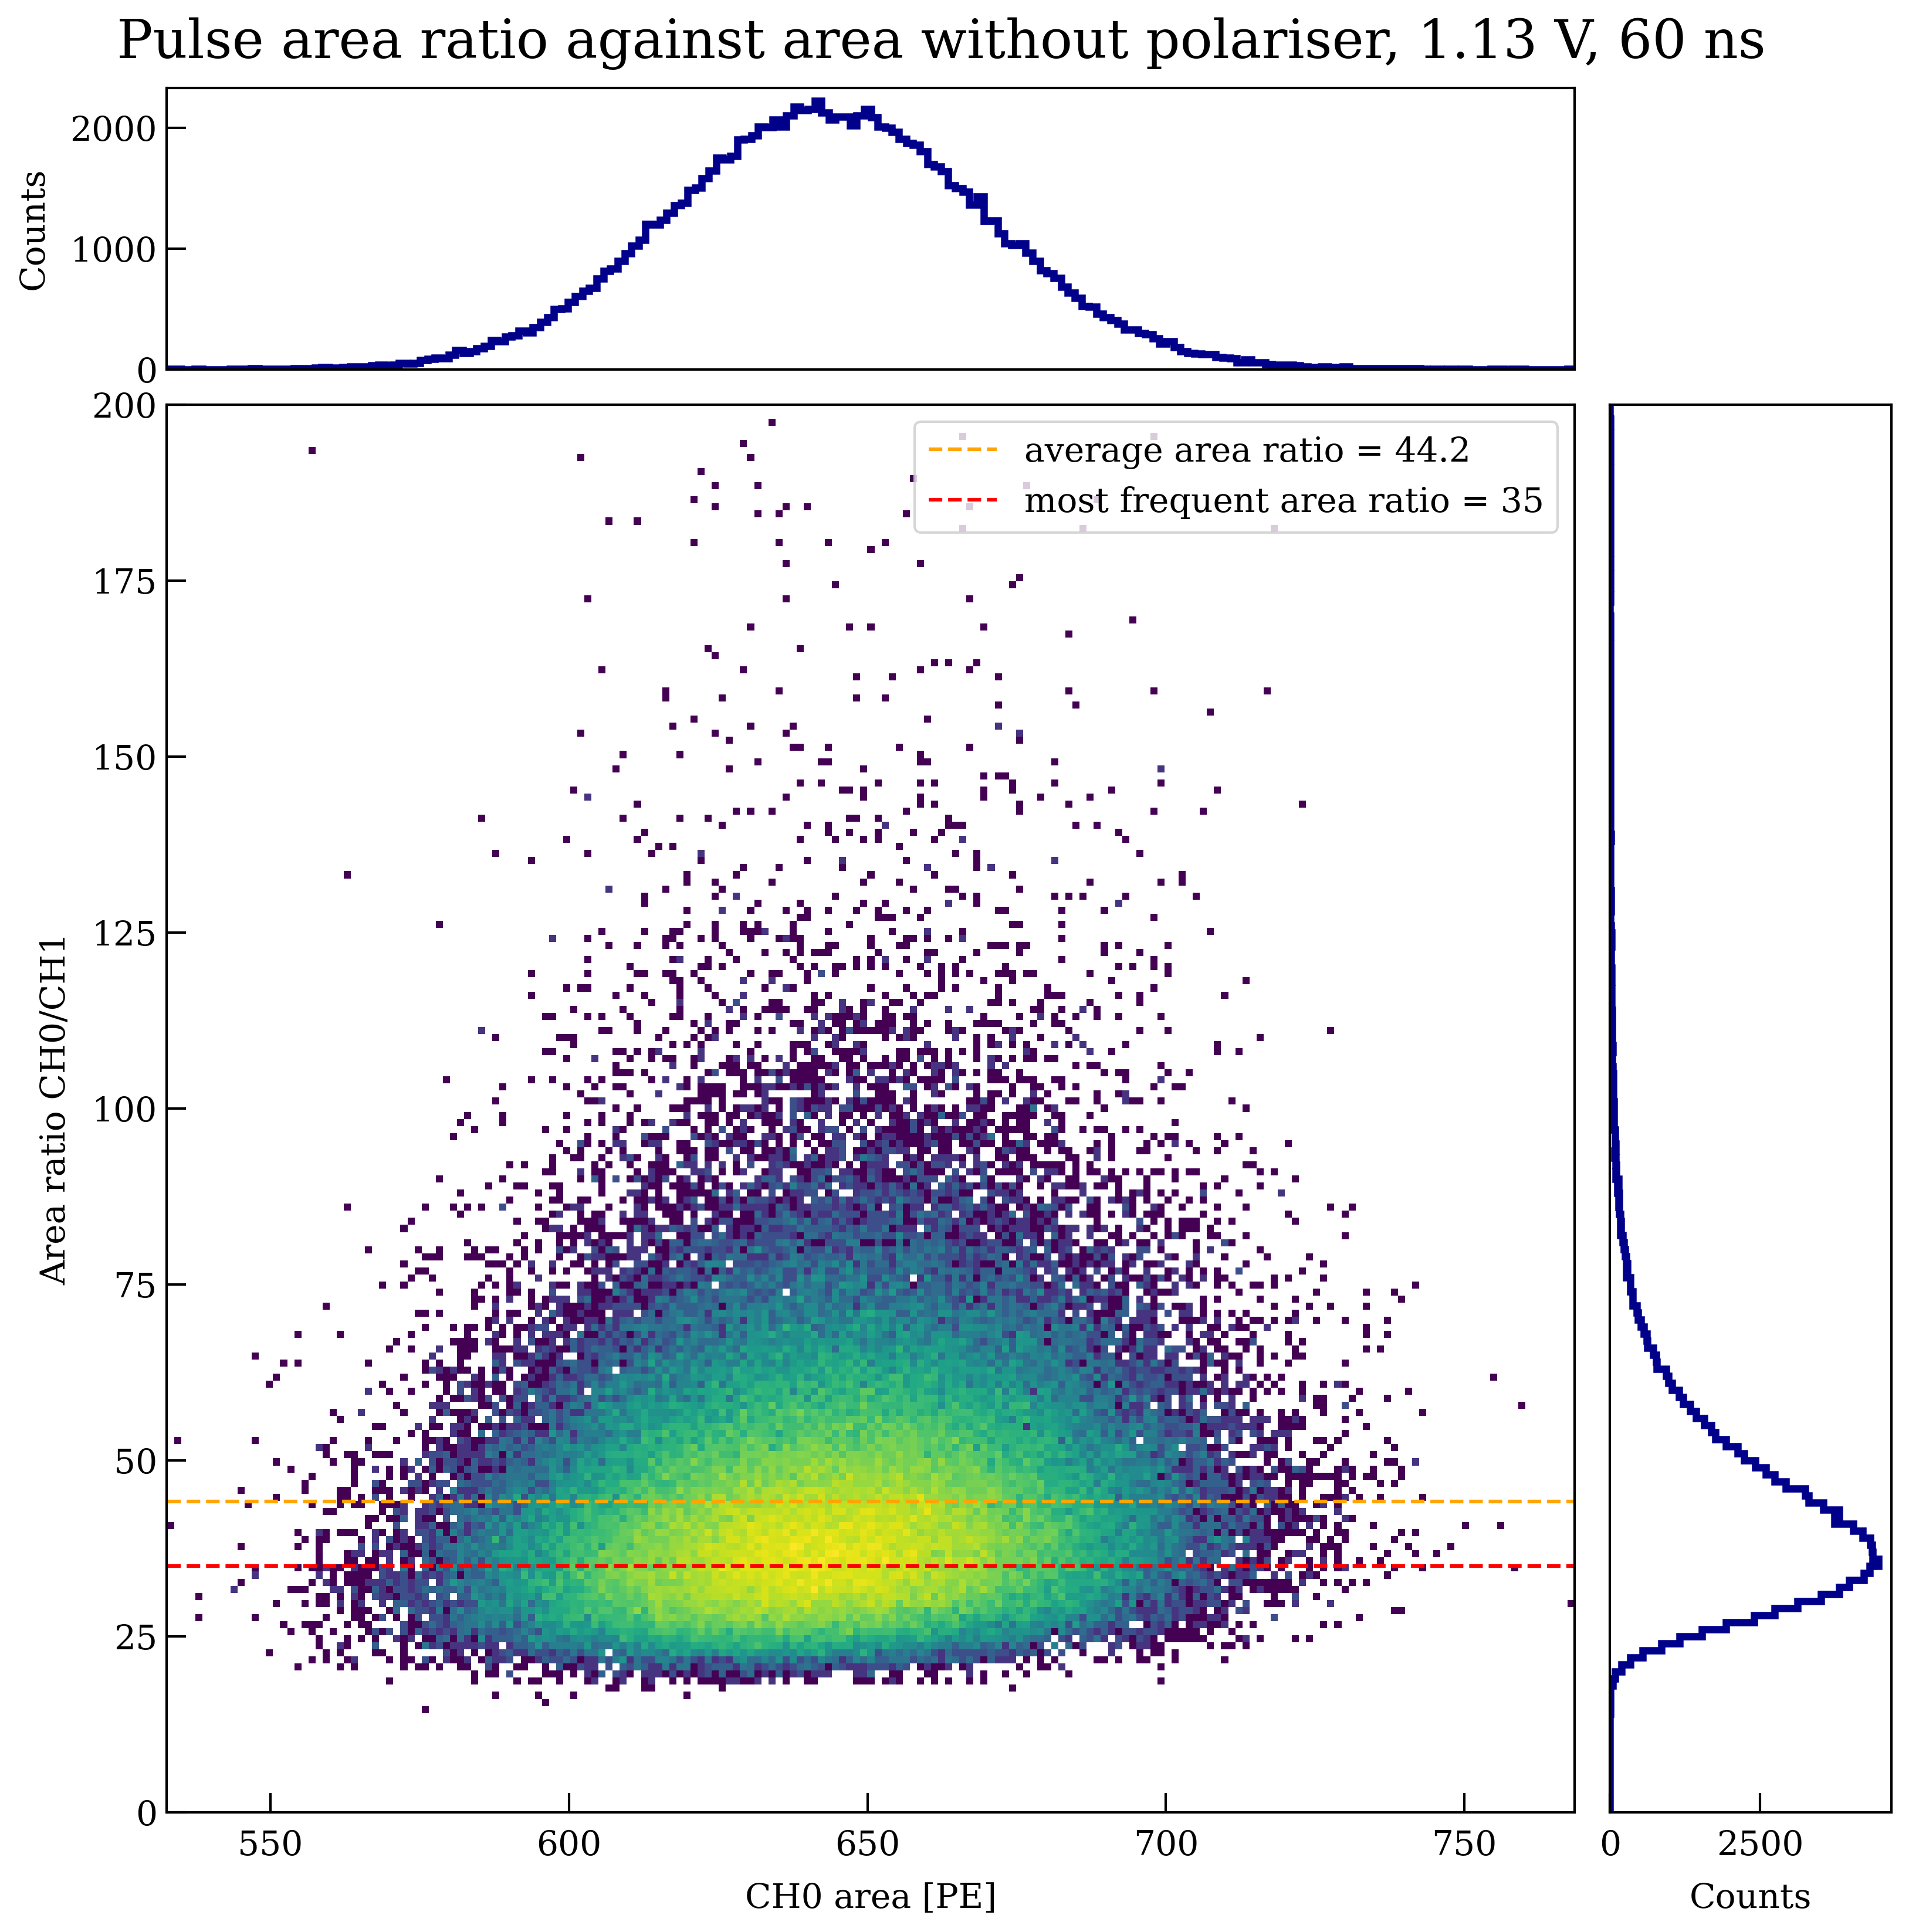 Pulse area ratio against area without polariser, 1.13 V, 60 ns
2000
1000
0
Counts
200
175
150
125
100
75
50
25
0
Area ratio CH0/CH1
average area ratio = 44.2
most frequent area ratio = 35
550 600 650 700 750
CH0 area [PE]
0 2500
Counts